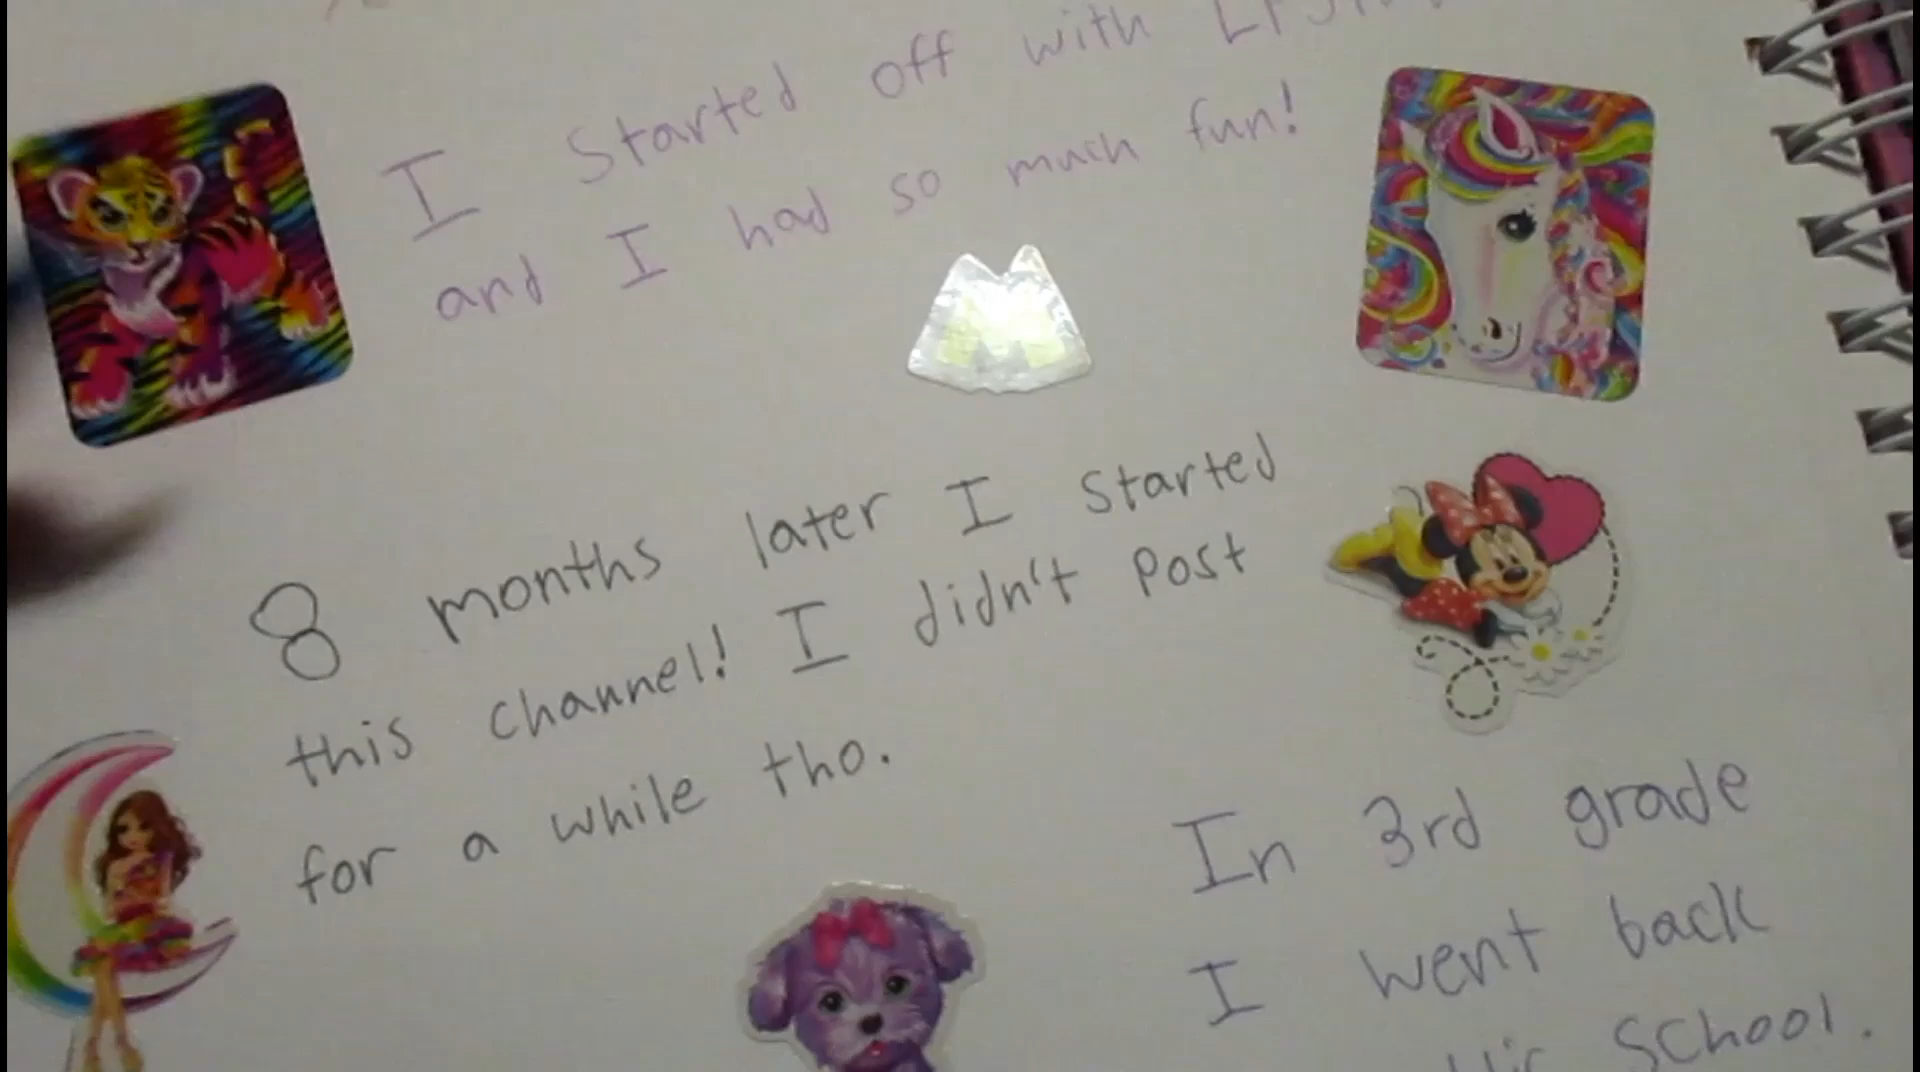 I Started off with
and I had so much fun!
8 months later I started
this channel! I didn't post
for a while tho.
In 3rd grade
I went back
School.